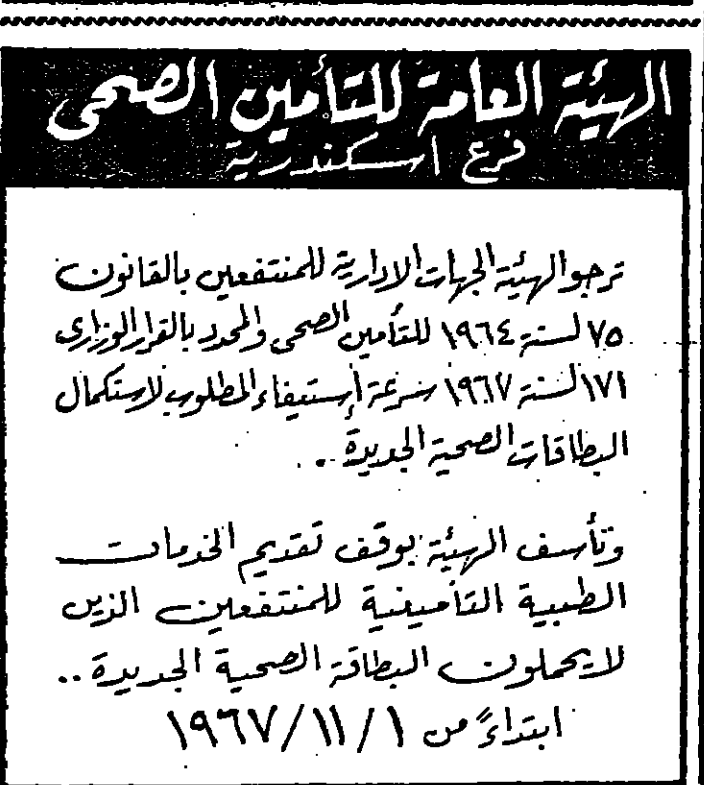 الهيئة العامة للتأمين الصحى
فرع اسكندرية
ترجو الهيئة الجهات الادارية للمنتفعين بالقانون
٧٥ لسنة ١٩٦٤ للتأمين الصحى والمحدد بالقرار الوزارى
١٧١ لسنة ١٩٦٧ سرعة إستيفاء المطلوب لاستكمال
البطاقات الصحية الجديدة ..
وتأسف الهيئة بوقف تقديم الخدمات
الطبية التأمينية للمنتفعين الذين
لايحملون البطاقة الصحية الجديدة ..
ابتداءً من ١٩٦٧/١١/١